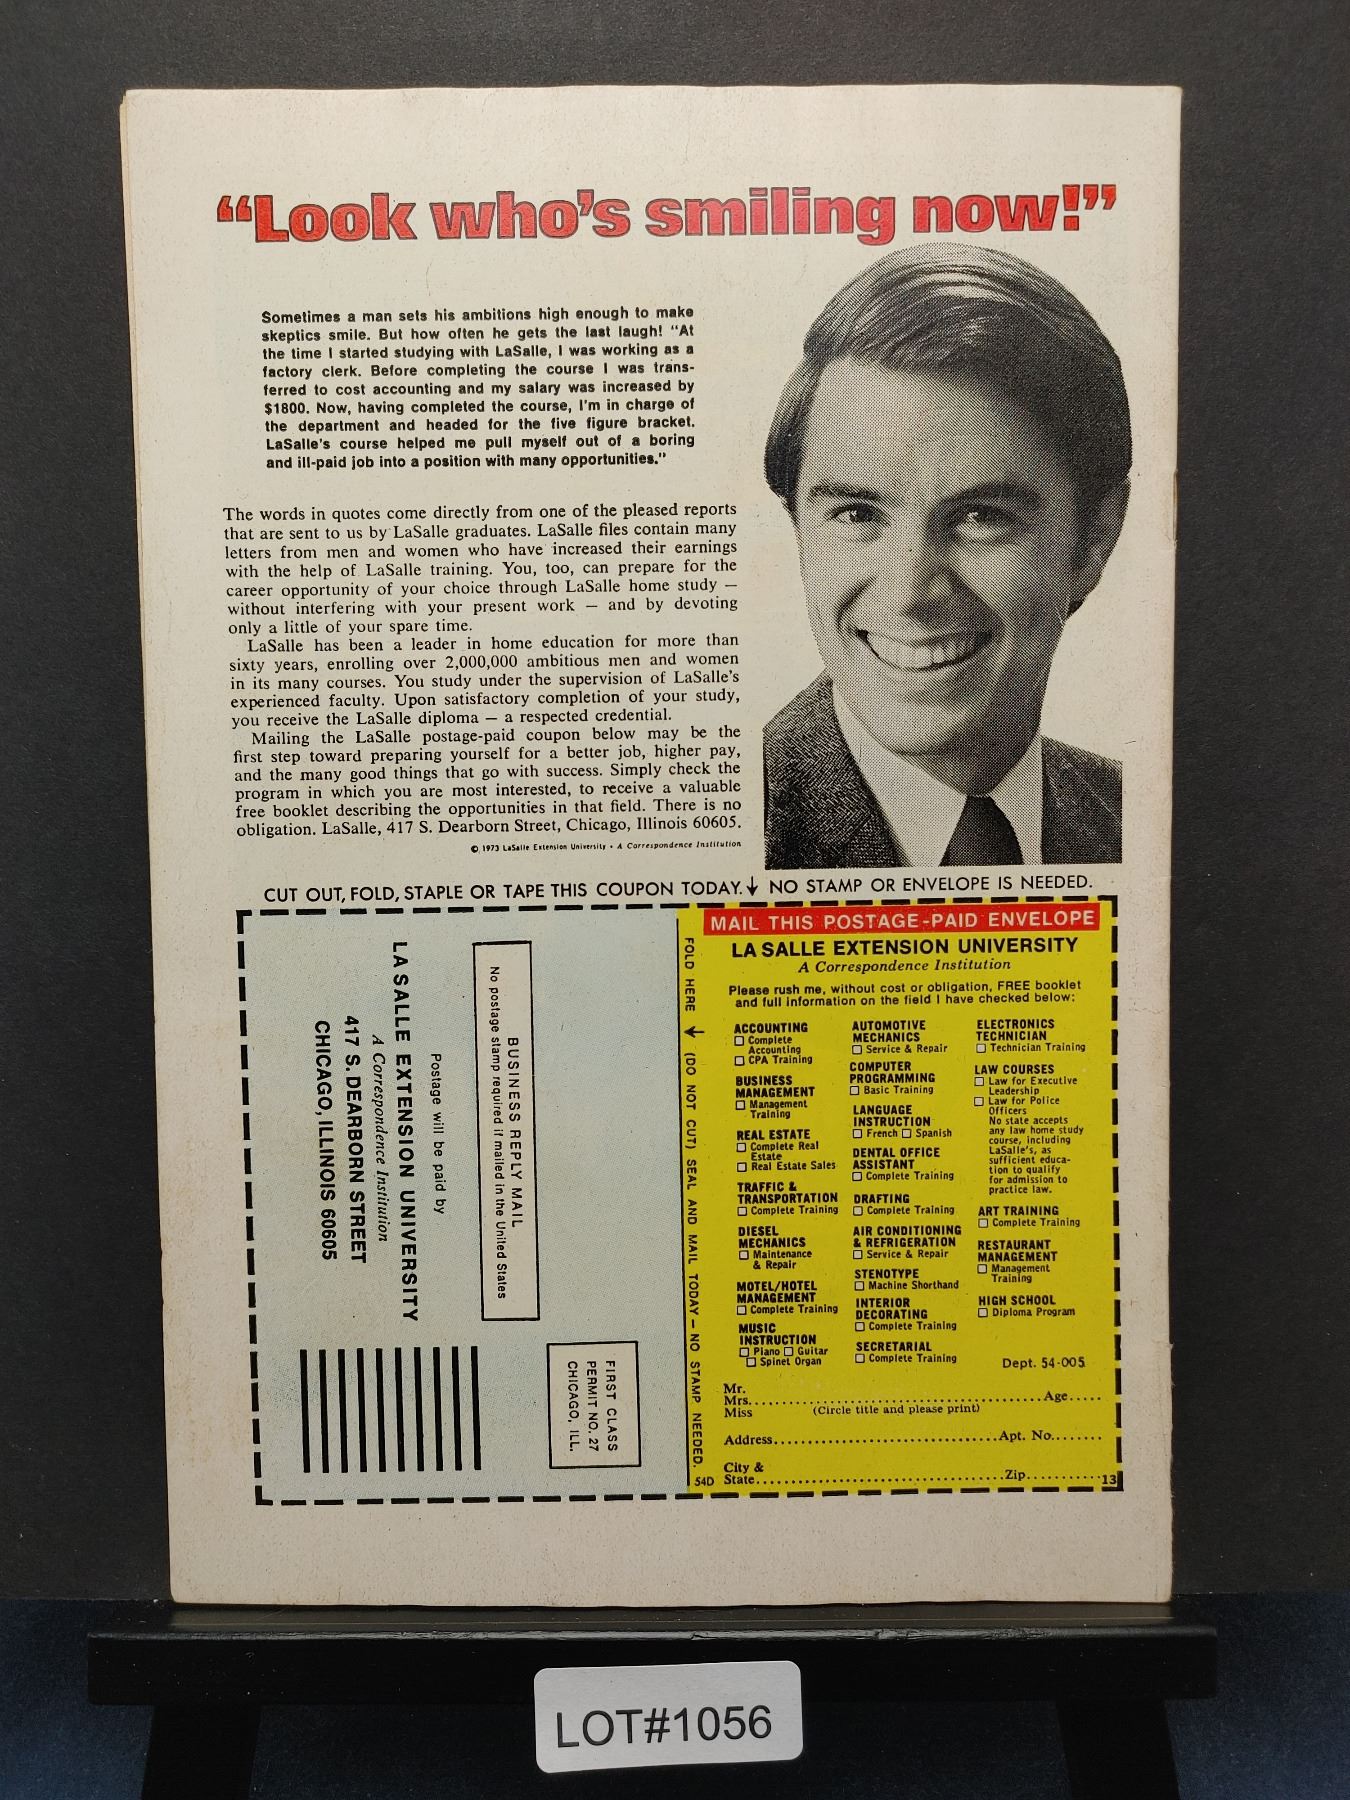 “Look who’s smiling now!”
Sometimes a man sets his ambitions high enough to make
skeptics smile. But how often he gets the last laugh! “At
the time I started studying with LaSalle, I was working as a
factory clerk. Before completing the course I was trans-
ferred to cost accounting and my salary was increased by
$1800. Now, having completed the course, I’m in charge of
the department and headed for the five figure bracket.
LaSalle’s course helped me pull myself out of a boring
and ill-paid job into a position with many opportunities.”
The words in quotes come directly from one of the pleased reports
that are sent to us by LaSalle graduates. LaSalle files contain many
letters from men and women who have increased their earnings
with the help of LaSalle training. You, too, can prepare for the
career opportunity of your choice through LaSalle home study —
without interfering with your present work — and by devoting
only a little of your spare time.
LaSalle has been a leader in home education for more than
sixty years, enrolling over 2,000,000 ambitious men and women
in its many courses. You study under the supervision of LaSalle’s
experienced faculty. Upon satisfactory completion of your study,
you receive the LaSalle diploma — a respected credential.
Mailing the LaSalle postage-paid coupon below may be the
first step toward preparing yourself for a better job, higher pay,
and the many good things that go with success. Simply check the
program in which you are most interested, to receive a valuable
free booklet describing the opportunities in that field. There is no
obligation. LaSalle, 417 S. Dearborn Street, Chicago, Illinois 60605.
© 1973 LaSalle Extension University • A Correspondence Institution
CUT OUT, FOLD, STAPLE OR TAPE THIS COUPON TODAY. ↓ NO STAMP OR ENVELOPE IS NEEDED.
BUSINESS REPLY MAIL
No postage stamp required if mailed in the United States
Postage will be paid by
LA SALLE EXTENSION UNIVERSITY
A Correspondence Institution
417 S. DEARBORN STREET
CHICAGO, ILLINOIS 60605
FIRST CLASS
PERMIT NO. 27
CHICAGO, ILL.
FOLD HERE ↓ (DO NOT CUT) SEAL AND MAIL TODAY — NO STAMP NEEDED.
54D
MAIL THIS POSTAGE-PAID ENVELOPE
LA SALLE EXTENSION UNIVERSITY
A Correspondence Institution
Please rush me, without cost or obligation, FREE booklet
and full information on the field I have checked below:
ACCOUNTING
☐ Complete
Accounting
☐ CPA Training
BUSINESS
MANAGEMENT
☐ Management
Training
REAL ESTATE
☐ Complete Real
Estate
☐ Real Estate Sales
TRAFFIC &
TRANSPORTATION
☐ Complete Training
DIESEL
MECHANICS
☐ Maintenance
& Repair
MOTEL/HOTEL
MANAGEMENT
☐ Complete Training
MUSIC
INSTRUCTION
☐ Piano ☐ Guitar
☐ Spinet Organ
AUTOMOTIVE
MECHANICS
☐ Service & Repair
COMPUTER
PROGRAMMING
☐ Basic Training
LANGUAGE
INSTRUCTION
☐ French ☐ Spanish
DENTAL OFFICE
ASSISTANT
☐ Complete Training
DRAFTING
☐ Complete Training
AIR CONDITIONING
& REFRIGERATION
☐ Service & Repair
STENOTYPE
☐ Machine Shorthand
INTERIOR
DECORATING
☐ Complete Training
SECRETARIAL
☐ Complete Training
ELECTRONICS
TECHNICIAN
☐ Technician Training
LAW COURSES
☐ Law for Executive
Leadership
☐ Law for Police
Officers
No state accepts
any law home study
course, including
LaSalle’s, as
sufficient educa-
tion to qualify
for admission to
practice law.
ART TRAINING
☐ Complete Training
RESTAURANT
MANAGEMENT
☐ Management
Training
HIGH SCHOOL
☐ Diploma Program
Dept. 54-005
Mr.
Mrs. Age
Miss (Circle title and please print)
Address Apt. No.
City &
State Zip 13
LOT#1056